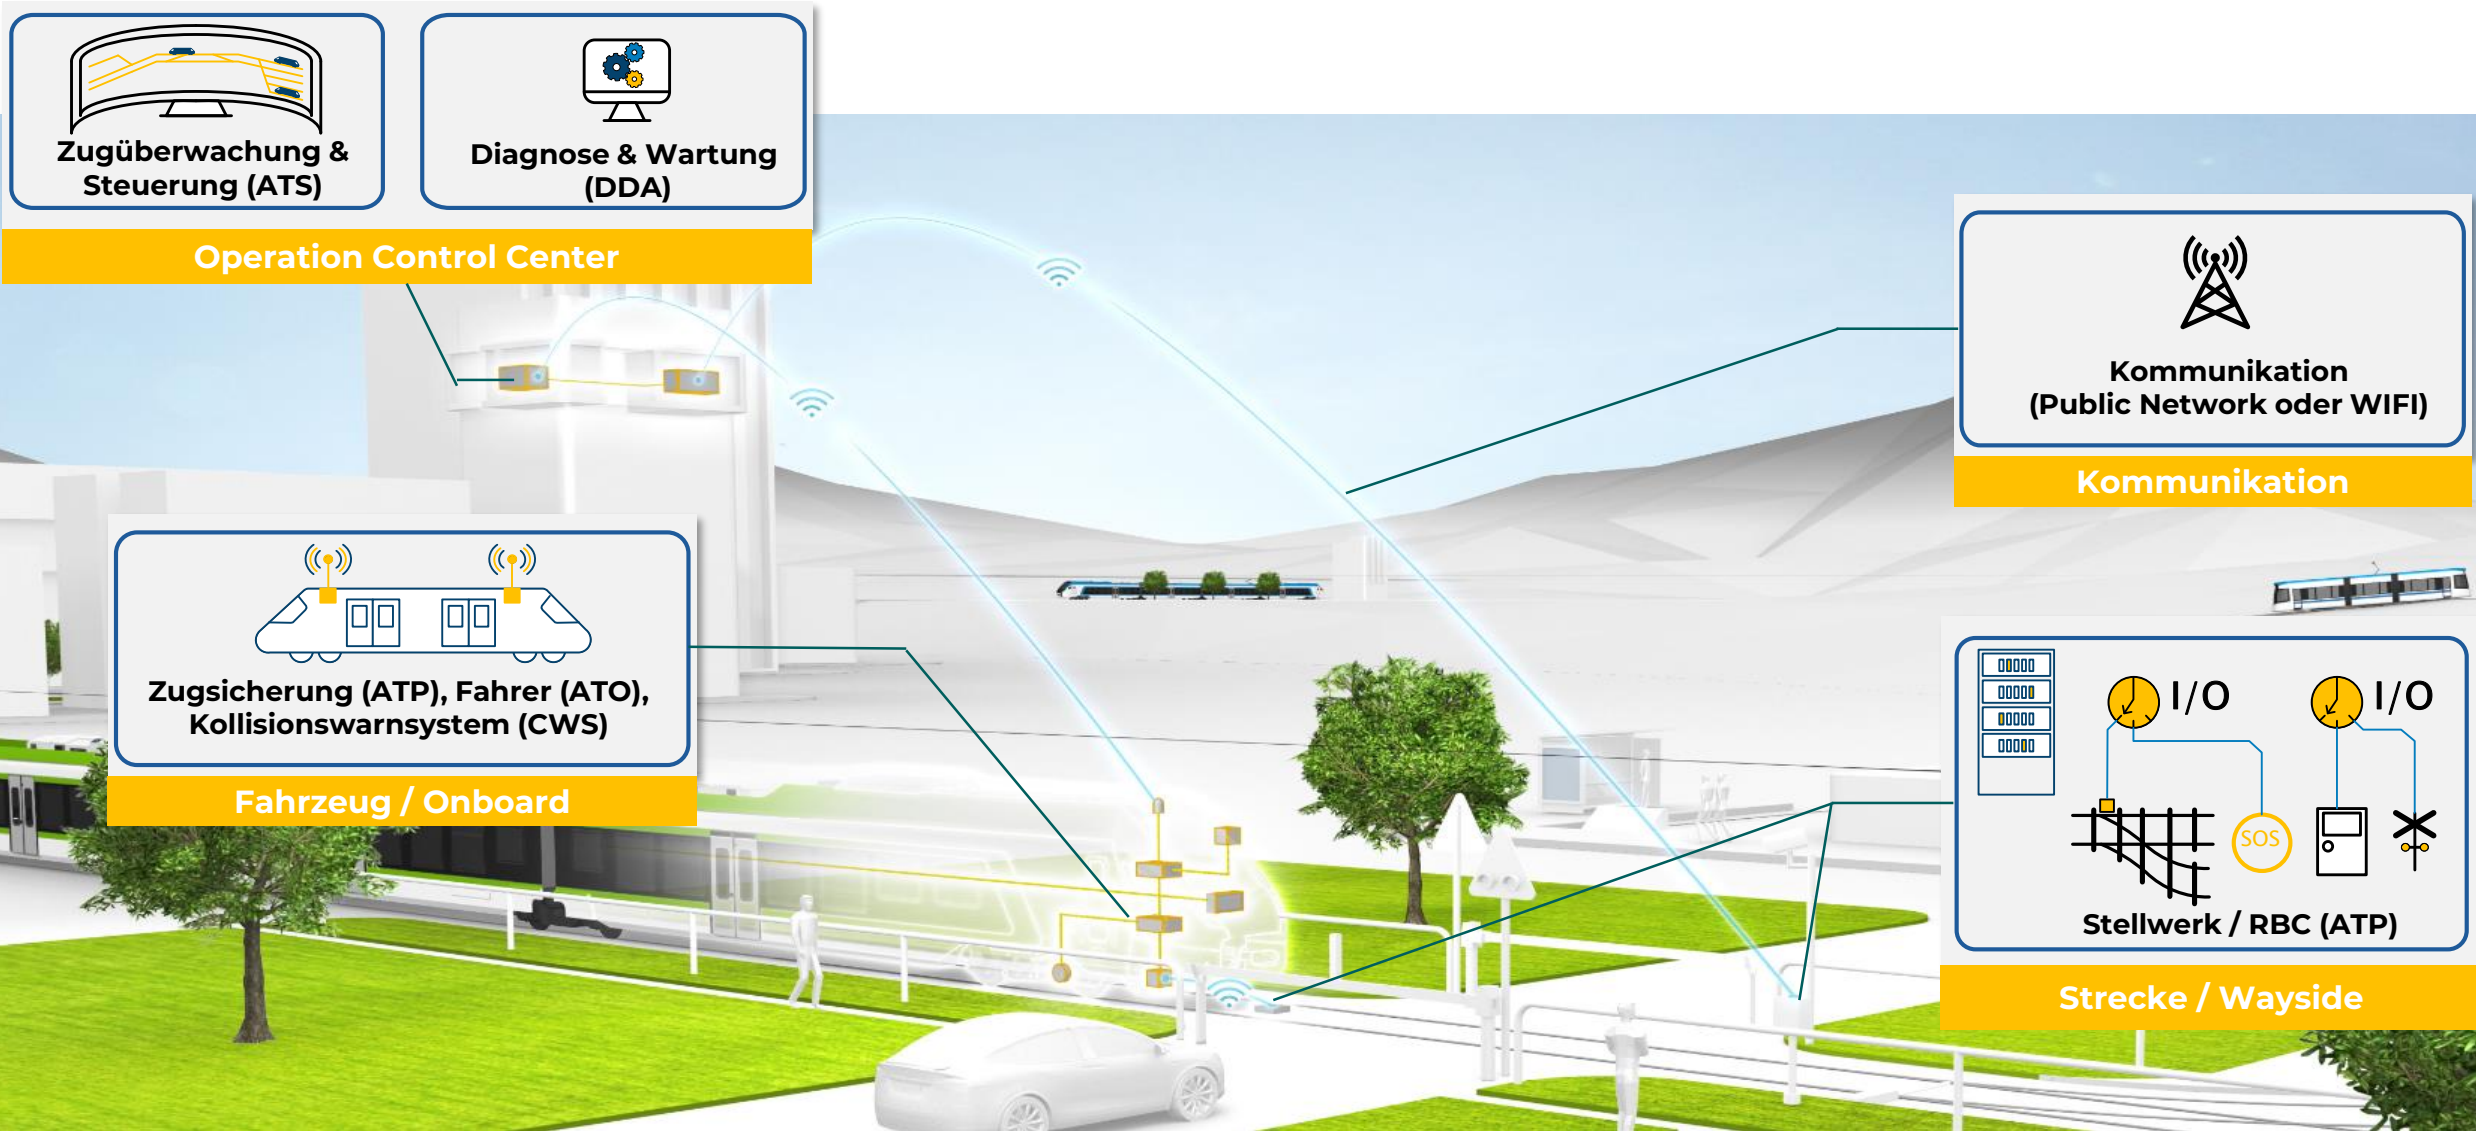 Zugüberwachung &
Steuerung (ATS)
Diagnose & Wartung
(DDA)
Operation Control Center
Kommunikation
(Public Network oder WIFI)
Kommunikation
Zugsicherung (ATP), Fahrer (ATO),
Kollisionswarnsystem (CWS)
Fahrzeug / Onboard
I/O
I/O
SOS
Stellwerk / RBC (ATP)
Strecke / Wayside